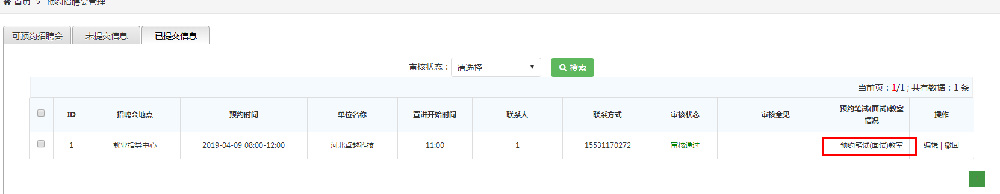 首页 > 预约招聘会管理
可预约招聘会 未提交信息 已提交信息
审核状态： 请选择 搜索
当前页：1/1 ; 共有数据：1 条
ID 招聘会地点 预约时间 单位名称 宣讲开始时间 联系人 联系方式 审核状态 审核意见 预约笔试(面试)教室 操作
情况
1 就业指导中心 2019-04-09 08:00-12:00 河北卓越科技 11:00 1 15531170272 审核通过 预约笔试(面试)教室 编辑 | 撤回
1